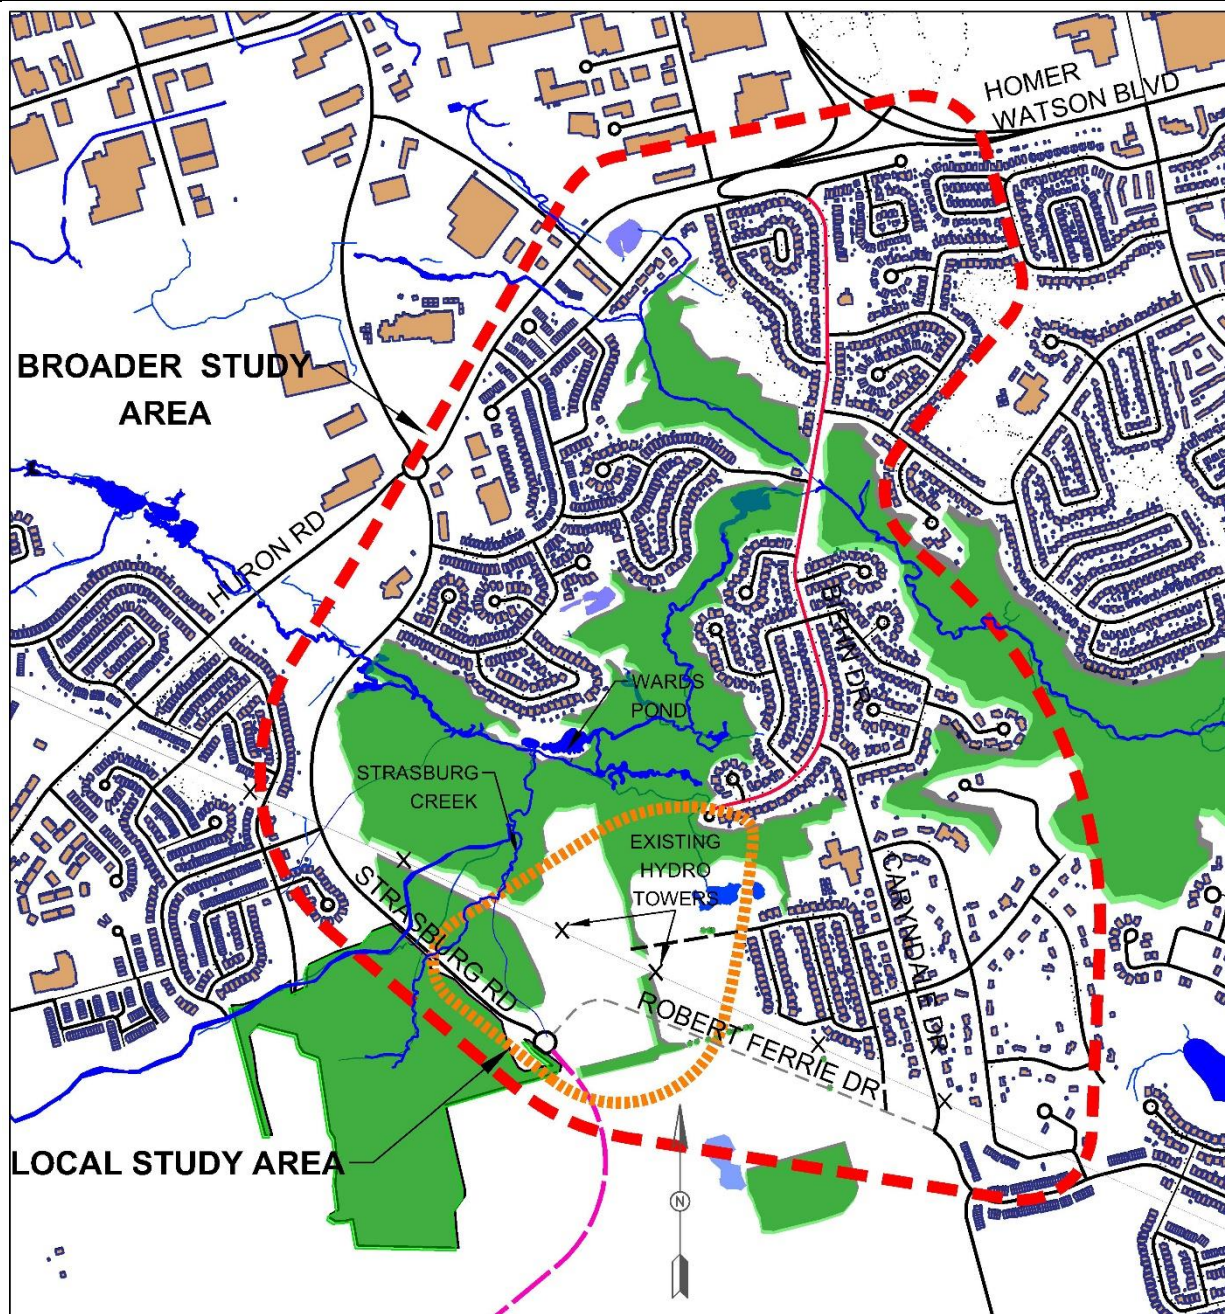 HOMER
WATSON BLVD
BROADER STUDY
AREA
HURON RD
BIEHN DR
WARDS
POND
STRASBURG
CREEK
EXISTING
HYDRO
TOWERS
STRASBURG RD
CARYNDALE DR
ROBERT FERRIE DR
LOCAL STUDY AREA
N